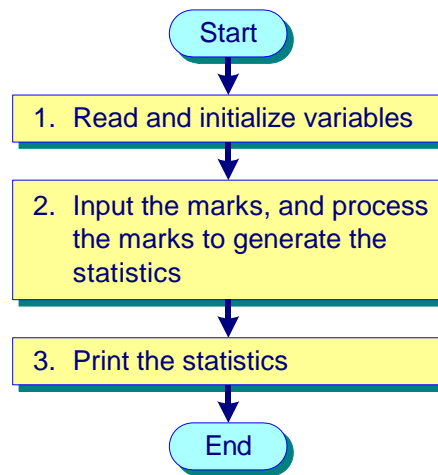 Start
1. Read and initialize variables
2. Input the marks, and process
the marks to generate the
statistics
3. Print the statistics
End